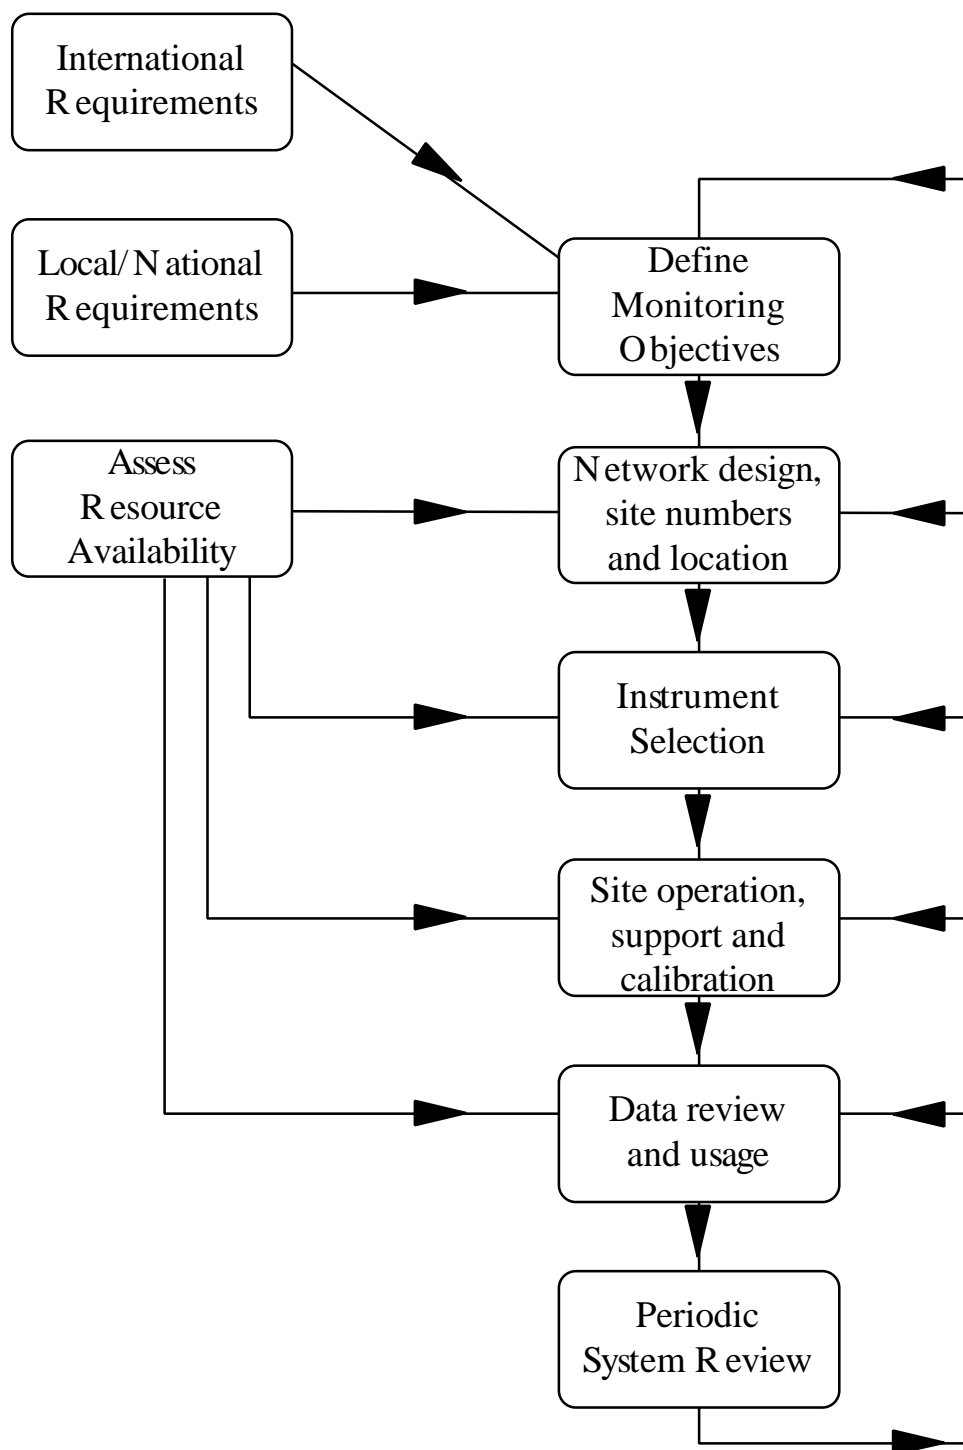 International
Requirements
Local/National
Requirements
Define
Monitoring
Objectives
Assess
Resource
Availability
Network design,
site numbers
and location
Instrument
Selection
Site operation,
support and
calibration
Data review
and usage
Periodic
System Review